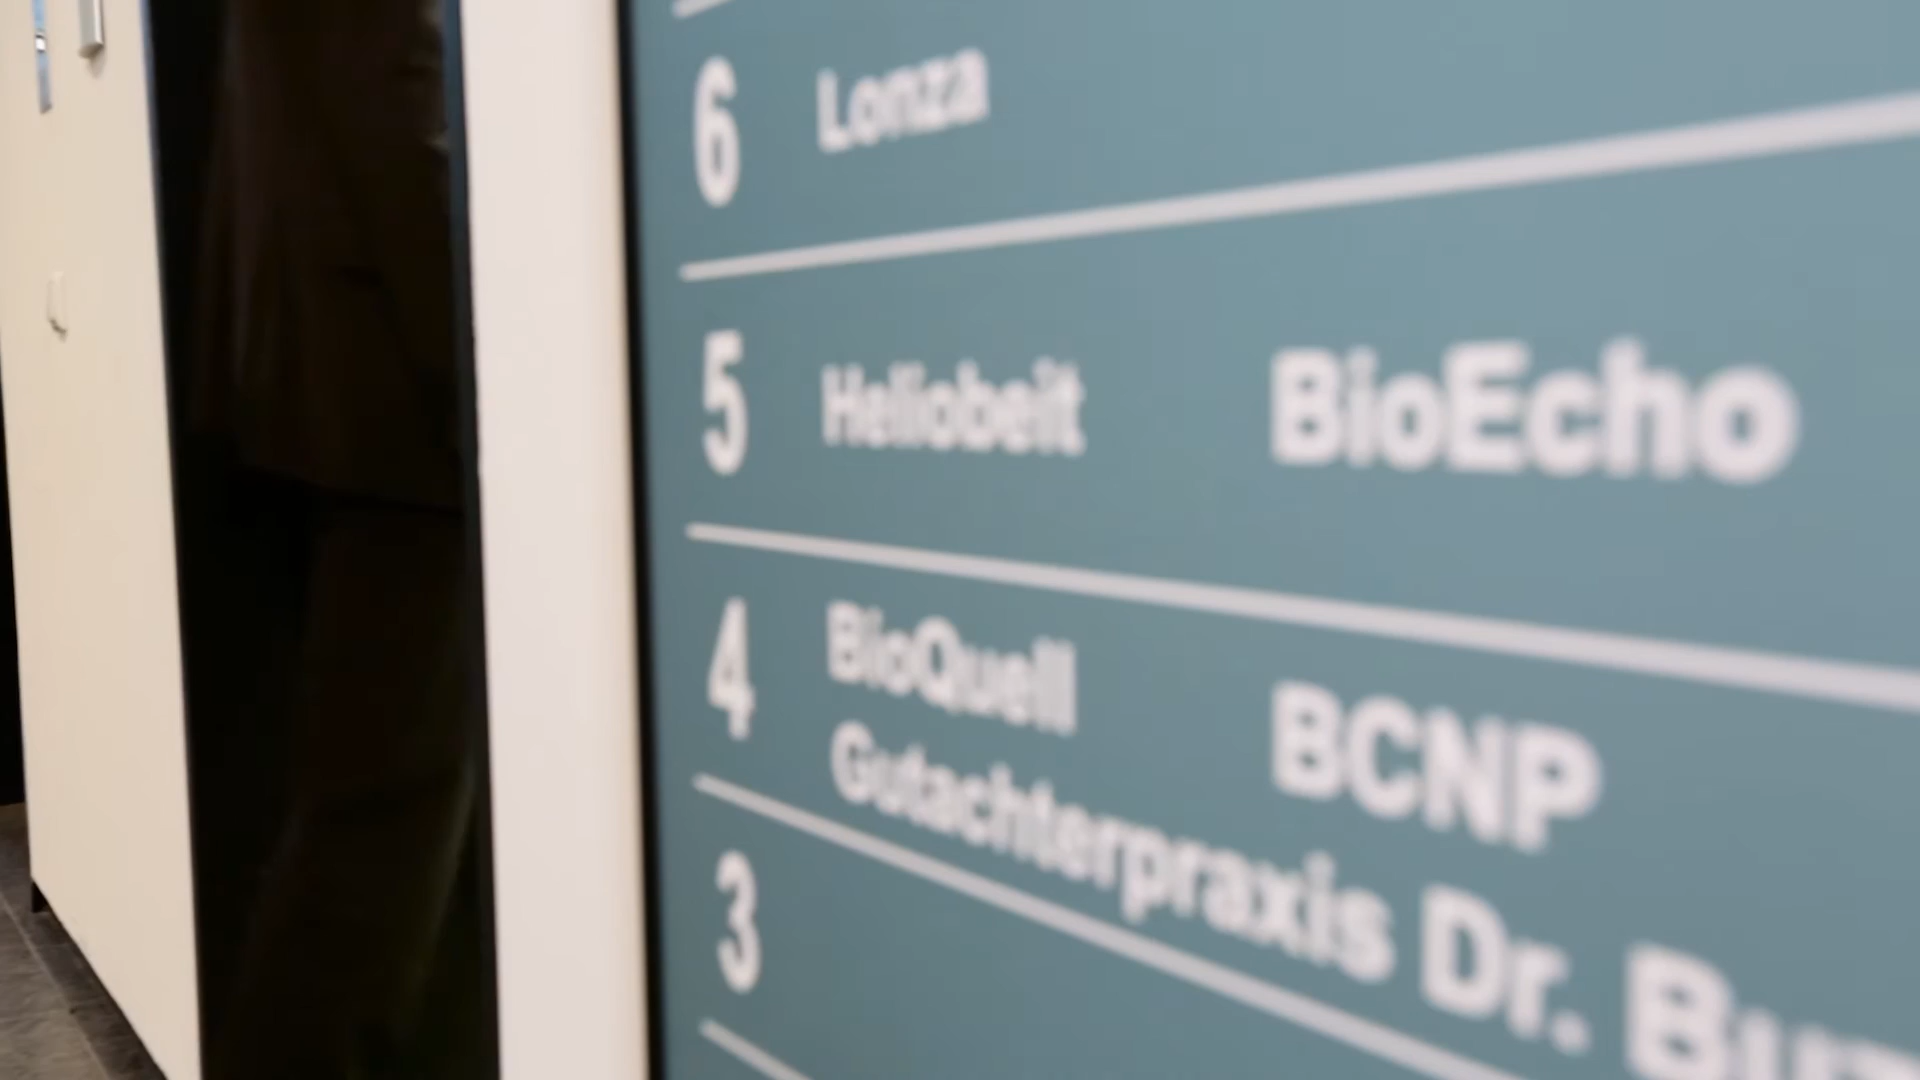 6 Lonza
5 Heliobeit BioEcho
4 BioQuell BCNP
Gutachterpraxis Dr.
3